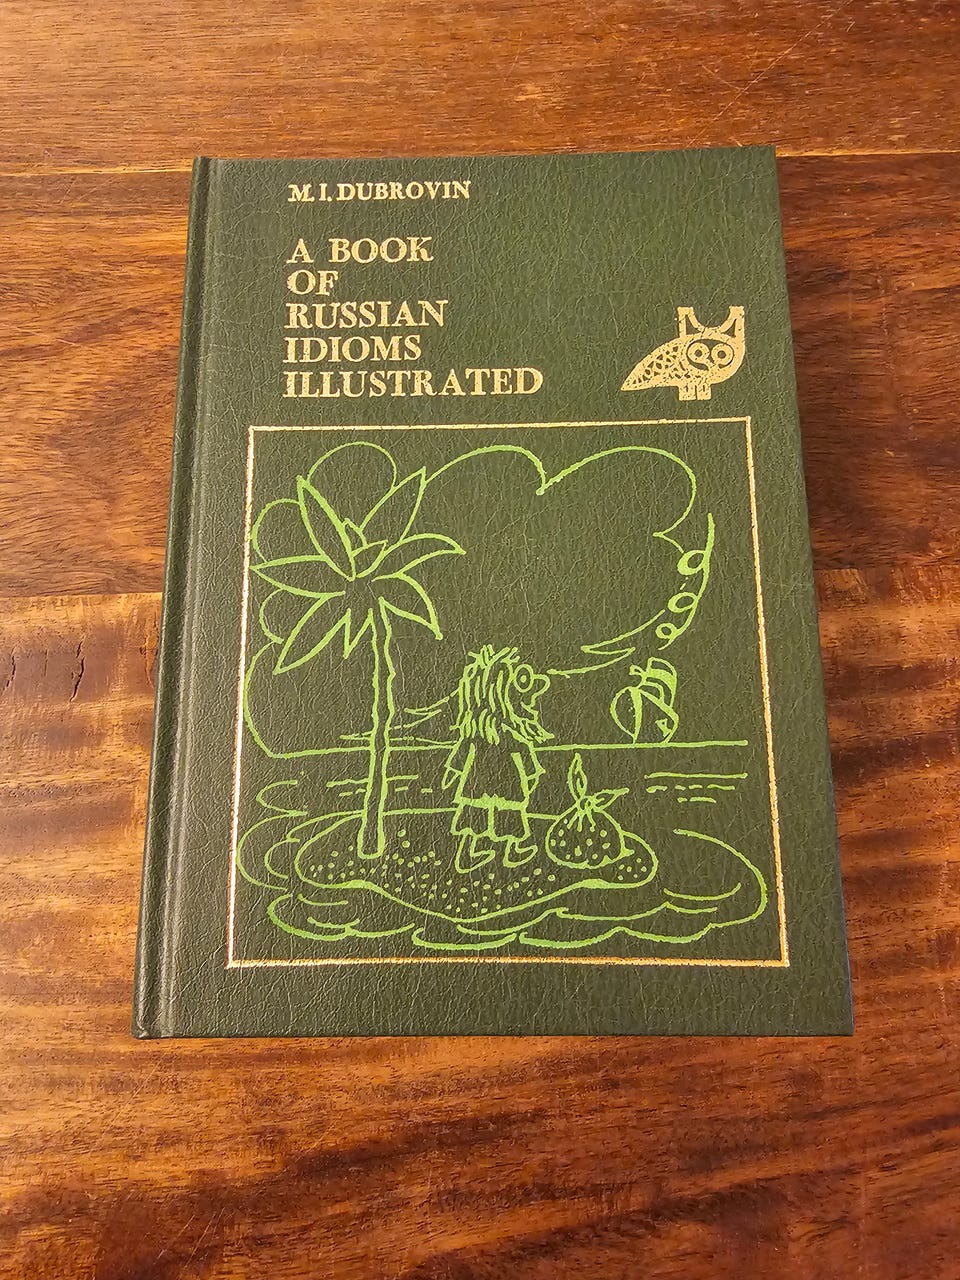 M. I. DUBROVIN
A BOOK
OF
RUSSIAN
IDIOMS
ILLUSTRATED